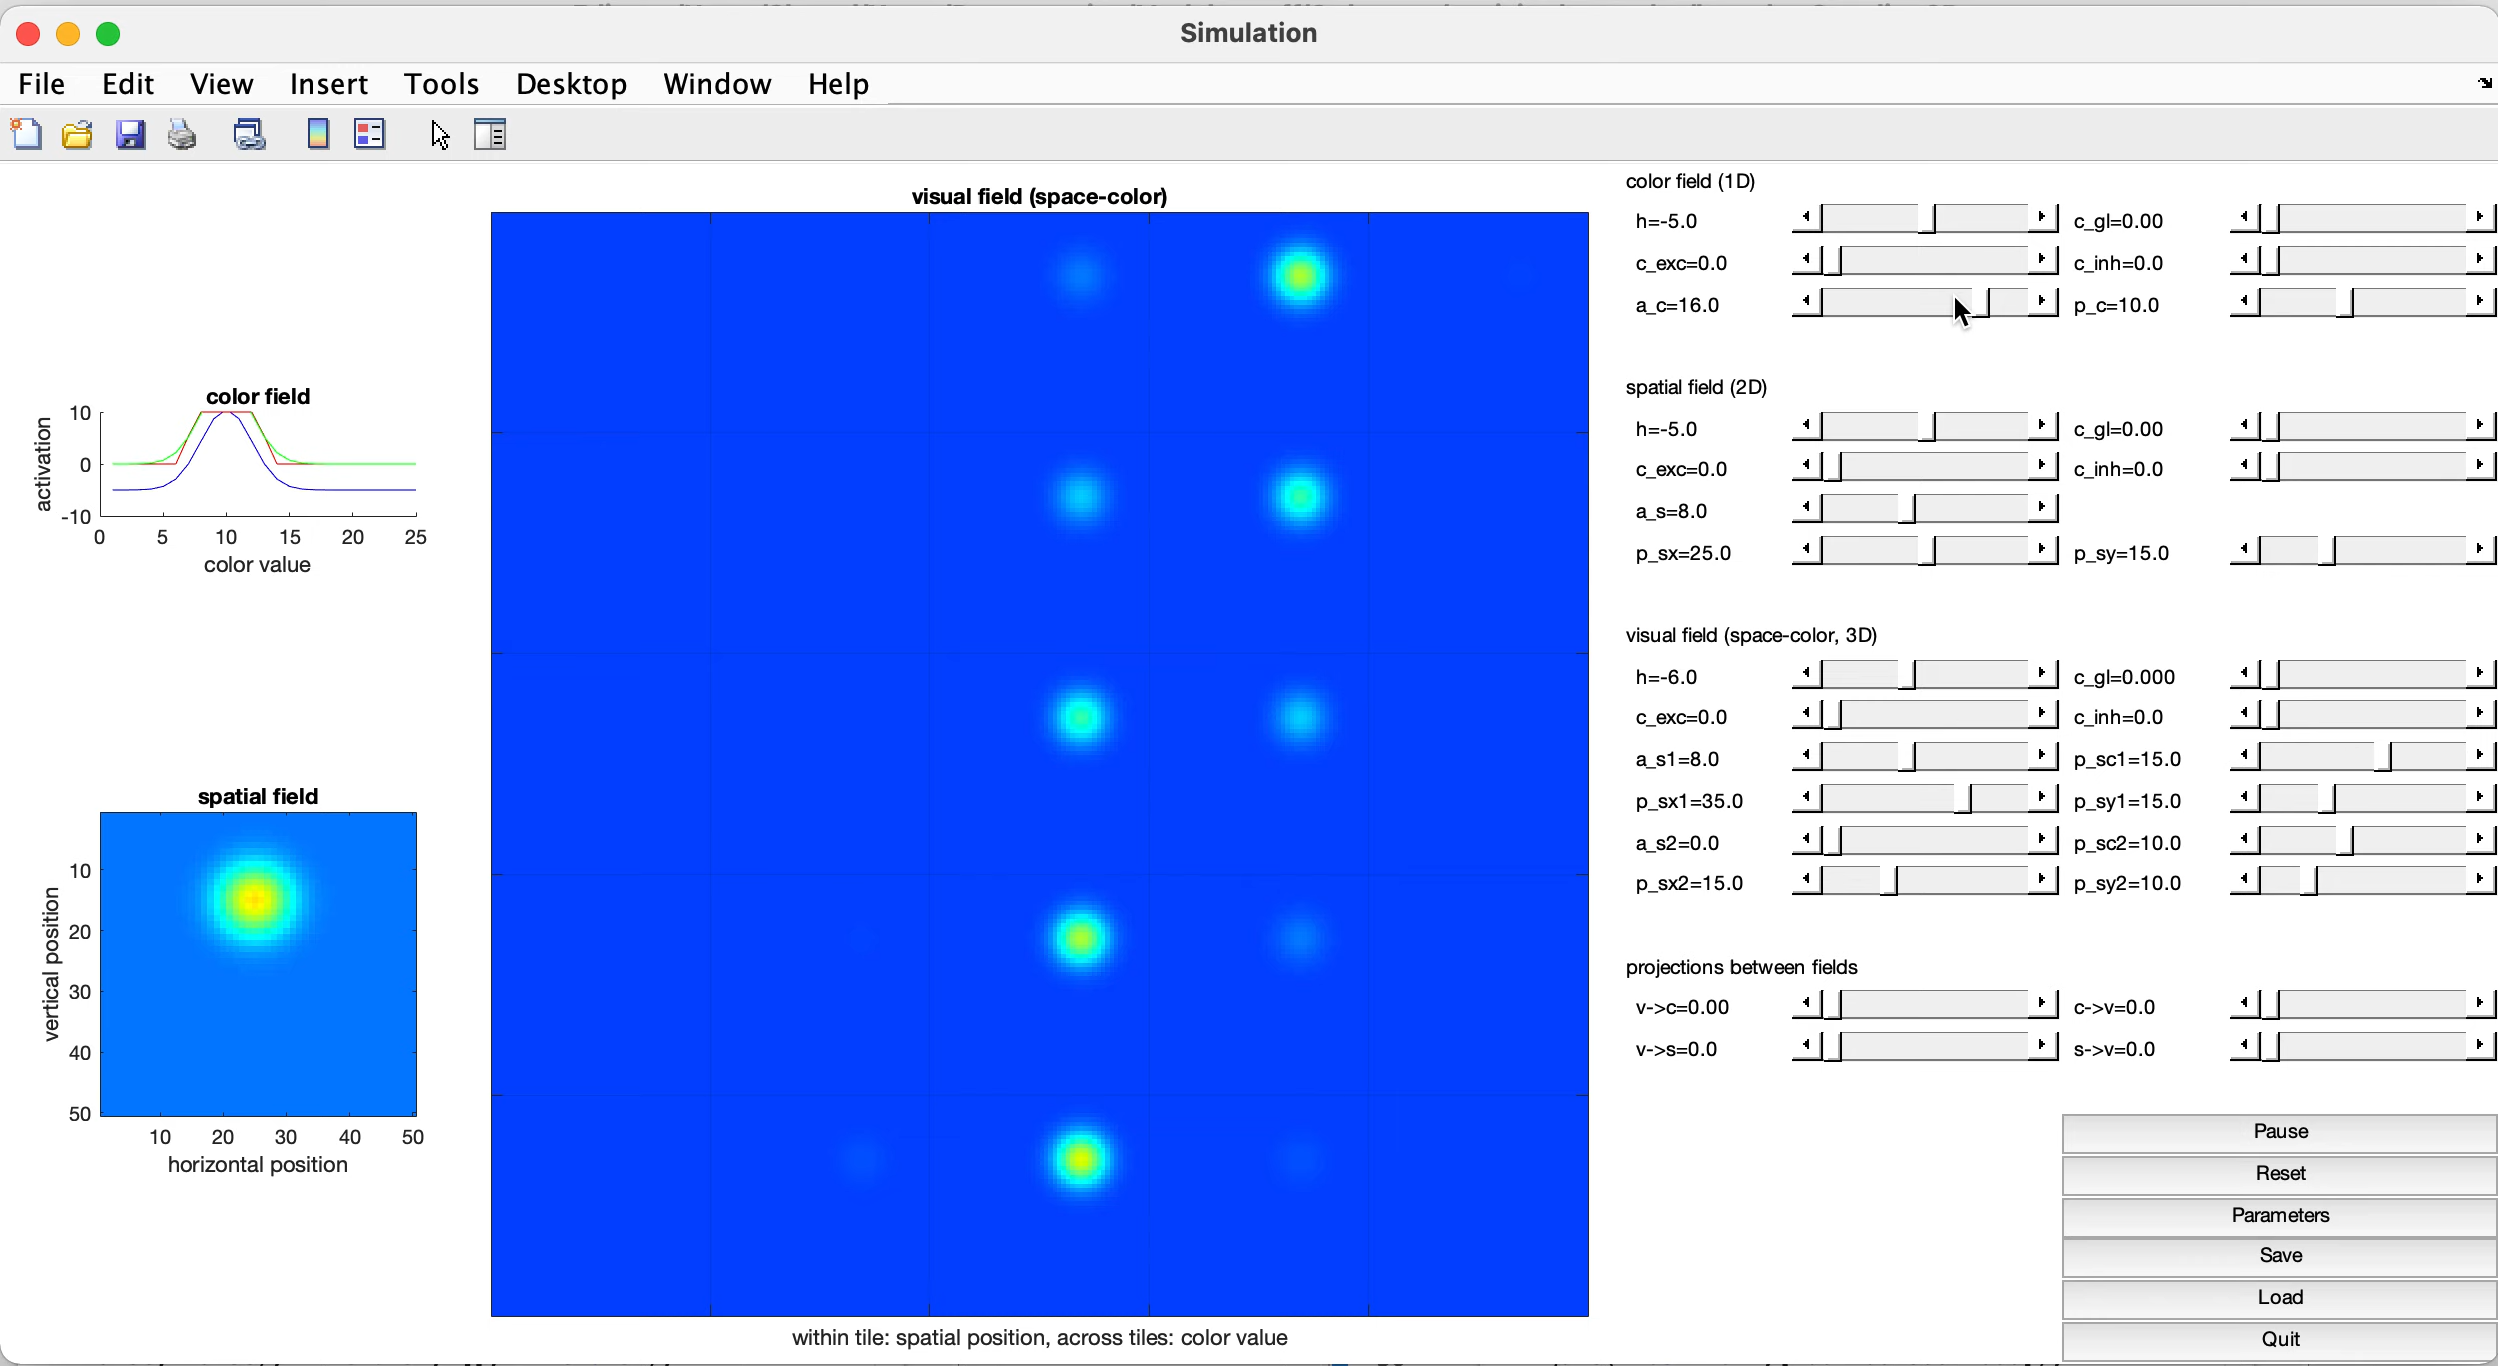 Simulation
File Edit View Insert Tools Desktop Window Help
visual field (space-color)
color field
activation
10
0
-10
0 5 10 15 20 25
color value
spatial field
vertical position
10
20
30
40
50
10 20 30 40 50
horizontal position
within tile: spatial position, across tiles: color value
color field (1D)
h=-5.0 c_gl=0.00
c_exc=0.0 c_inh=0.0
a_c=16.0 p_c=10.0
spatial field (2D)
h=-5.0 c_gl=0.00
c_exc=0.0 c_inh=0.0
a_s=8.0
p_sx=25.0 p_sy=15.0
visual field (space-color, 3D)
h=-6.0 c_gl=0.000
c_exc=0.0 c_inh=0.0
a_s1=8.0 p_sc1=15.0
p_sx1=35.0 p_sy1=15.0
a_s2=0.0 p_sc2=10.0
p_sx2=15.0 p_sy2=10.0
projections between fields
v->c=0.00 c->v=0.0
v->s=0.0 s->v=0.0
Pause
Reset
Parameters
Save
Load
Quit